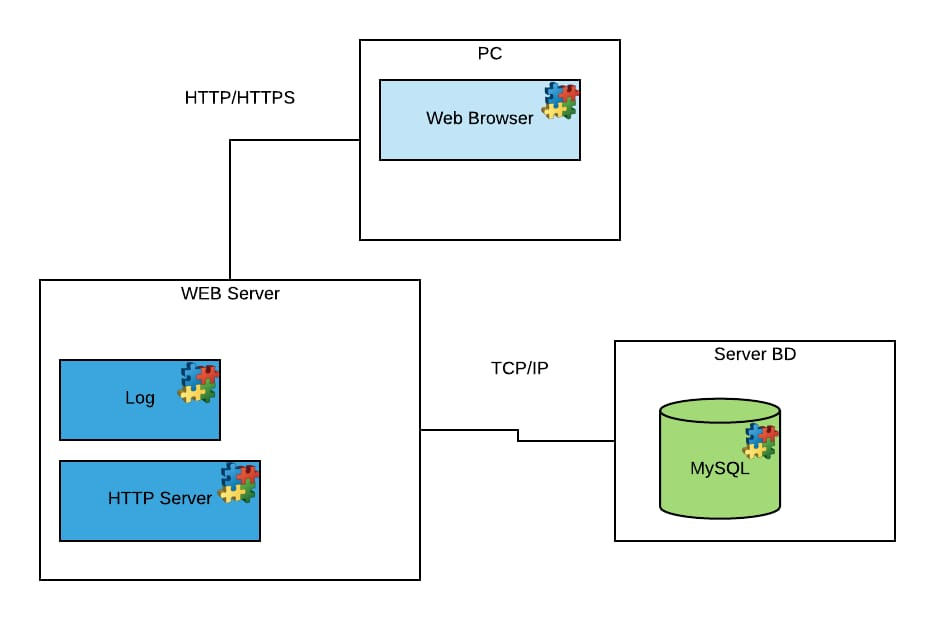 PC
HTTP/HTTPS
Web Browser
WEB Server
Log
HTTP Server
TCP/IP
Server BD
MySQL